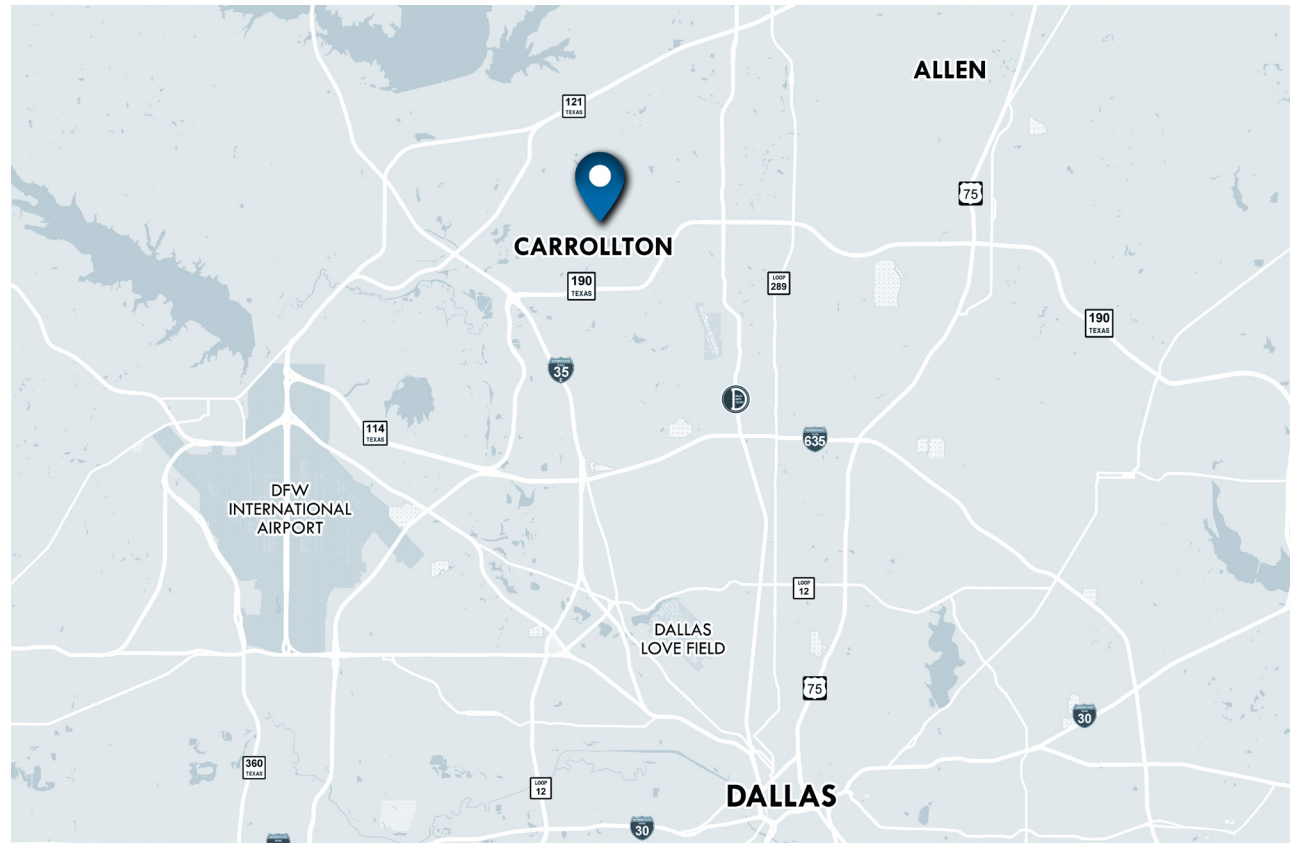 ALLEN
121
TEXAS
75
CARROLLTON
190
TEXAS
LOOP
289
190
TEXAS
35
D
114
TEXAS
635
DFW
INTERNATIONAL
AIRPORT
LOOP
12
DALLAS
LOVE FIELD
75
30
360
TEXAS
LOOP
12
DALLAS
30